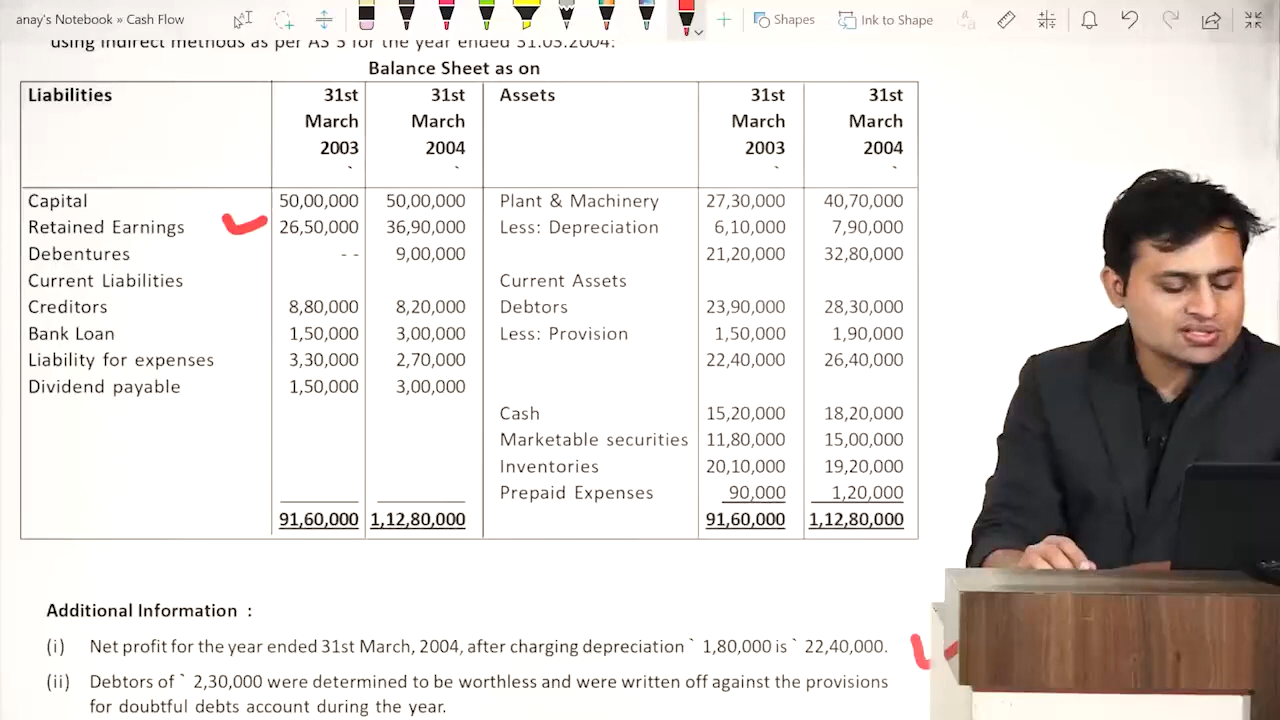 anay's Notebook » Cash Flow
Shapes
Ink to Shape
using indirect methods as per AS 3 for the year ended 31.03.2004:
Balance Sheet as on
Liabilities 31st March 2003 ` 31st March 2004 ` Assets 31st March 2003 ` 31st March 2004 `
Capital 50,00,000 50,00,000 Plant & Machinery 27,30,000 40,70,000
Retained Earnings 26,50,000 36,90,000 Less: Depreciation 6,10,000 7,90,000
Debentures - - 9,00,000 21,20,000 32,80,000
Current Liabilities Current Assets
Creditors 8,80,000 8,20,000 Debtors 23,90,000 28,30,000
Bank Loan 1,50,000 3,00,000 Less: Provision 1,50,000 1,90,000
Liability for expenses 3,30,000 2,70,000 22,40,000 26,40,000
Dividend payable 1,50,000 3,00,000
Cash 15,20,000 18,20,000
Marketable securities 11,80,000 15,00,000
Inventories 20,10,000 19,20,000
Prepaid Expenses 90,000 1,20,000
91,60,000 1,12,80,000 91,60,000 1,12,80,000
Additional Information :
(i) Net profit for the year ended 31st March, 2004, after charging depreciation ` 1,80,000 is ` 22,40,000.
(ii) Debtors of ` 2,30,000 were determined to be worthless and were written off against the provisions
for doubtful debts account during the year.